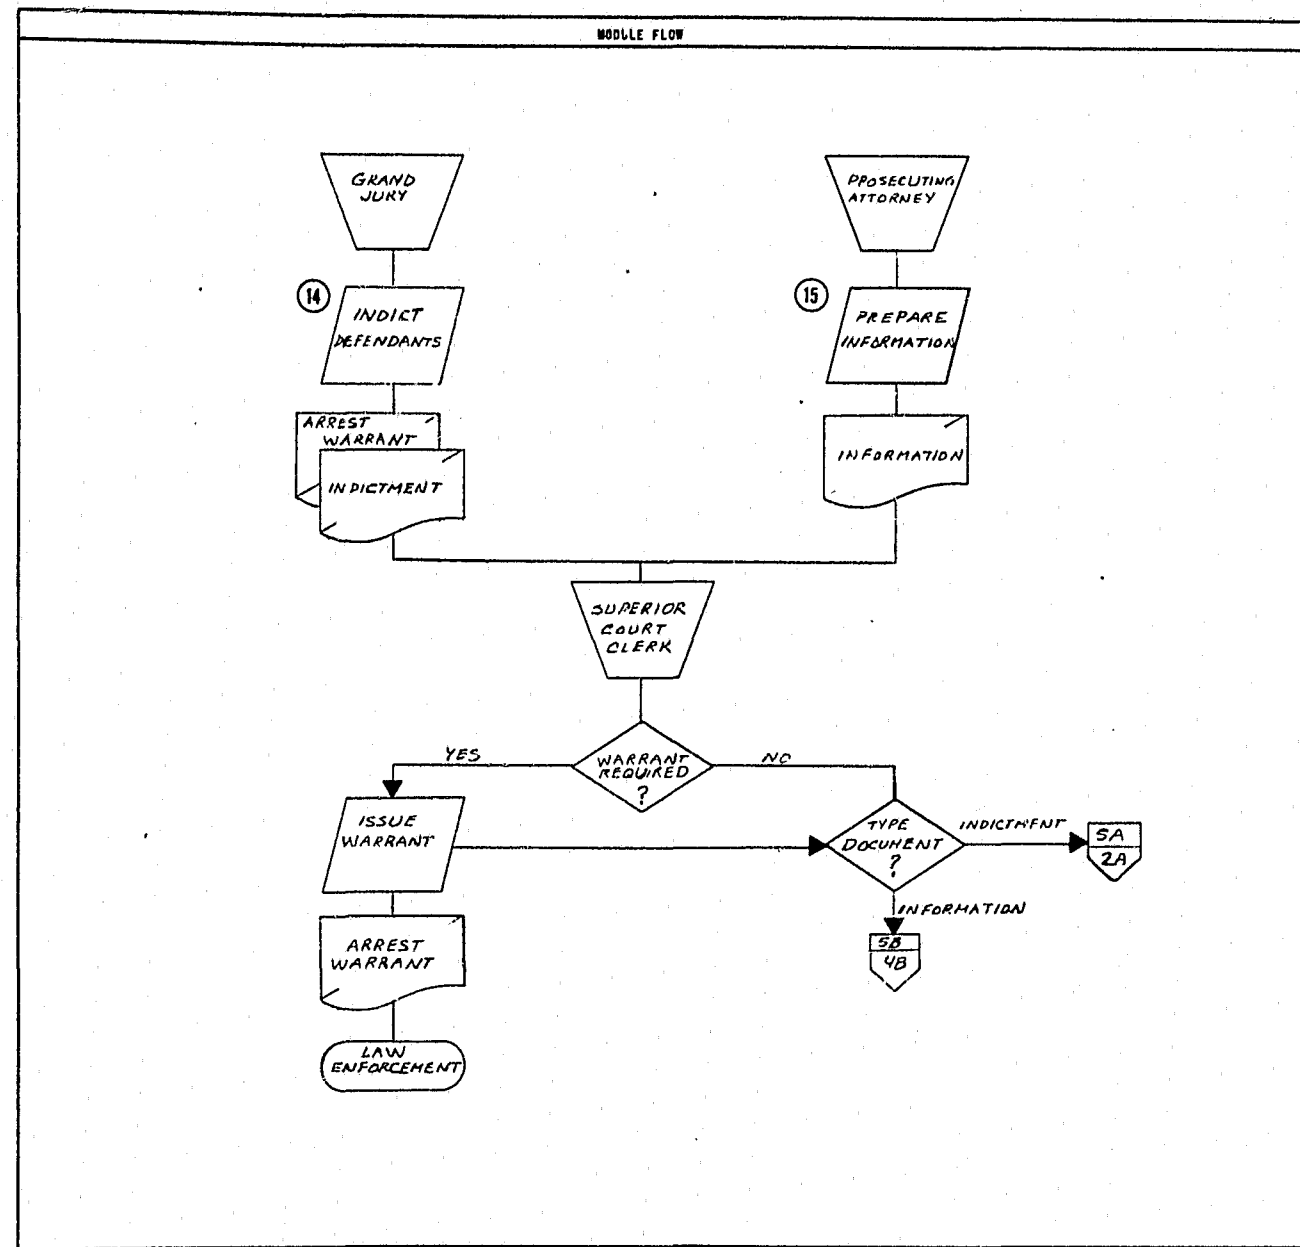 MODULE FLOW
GRAND
JURY
PROSECUTING
ATTORNEY
14
INDICT
DEFENDANTS
15
PREPARE
INFORMATION
ARREST
WARRANT
INDICTMENT
INFORMATION
SUPERIOR
COURT
CLERK
YES
WARRANT
REQUIRED
?
NO
ISSUE
WARRANT
TYPE
DOCUMENT
?
INDICTMENT
5A
2A
INFORMATION
5B
4B
ARREST
WARRANT
LAW
ENFORCEMENT